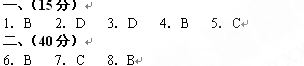 一、(15分)
1. B 2. D 3. D 4. B 5. C
二、(40分)
6. B 7. C 8. B